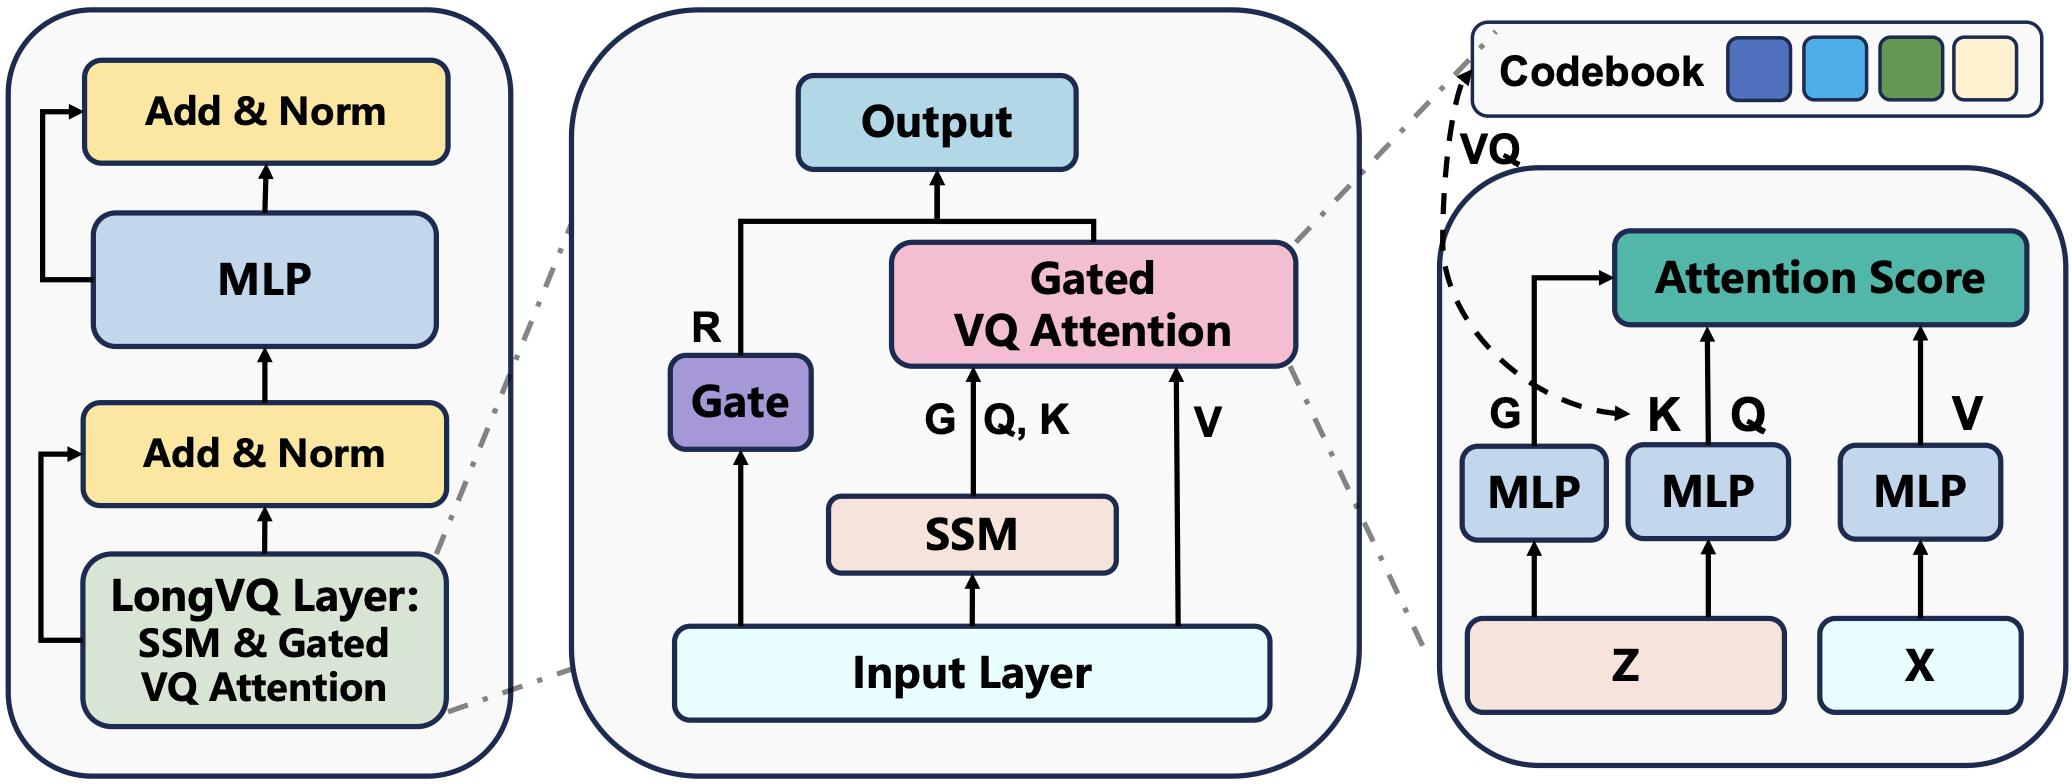 Add & Norm
MLP
Add & Norm
LongVQ Layer:
SSM & Gated
VQ Attention
Output
Gated
VQ Attention
R
Gate
G Q, K
V
SSM
Input Layer
Codebook
VQ
Attention Score
G
K
Q
V
MLP
MLP
MLP
Z
X